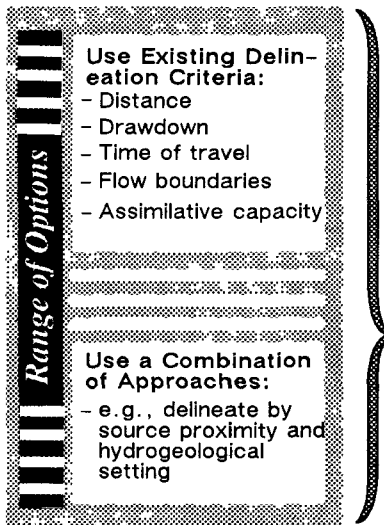 Range of Options
Use Existing Delin-
eation Criteria:
- Distance
- Drawdown
- Time of travel
- Flow boundaries
- Assimilative capacity
Use a Combination
of Approaches:
- e.g., delineate by
source proximity and
hydrogeological
setting